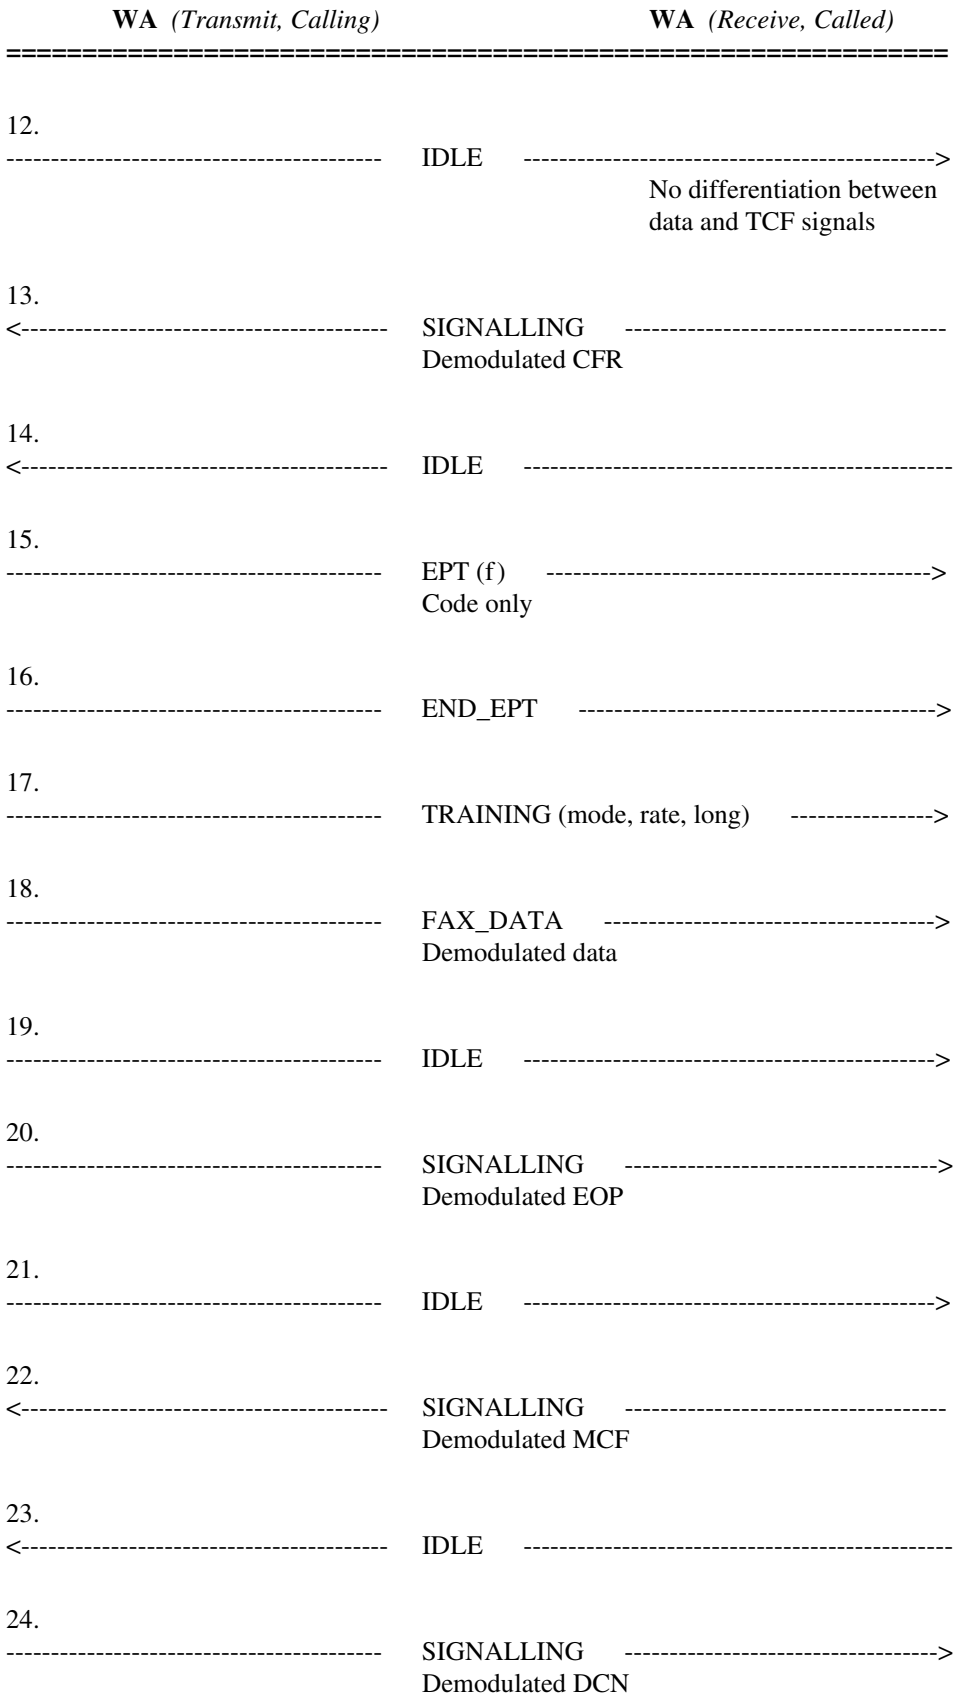 WA (Transmit, Calling) WA (Receive, Called)
===============================================================
12.
------------------------------------------ IDLE ---------------------------------------------->
No differentiation between
data and TCF signals
13.
<----------------------------------------- SIGNALLING ------------------------------------
Demodulated CFR
14.
<----------------------------------------- IDLE ------------------------------------------------
15.
------------------------------------------ EPT (f) ------------------------------------------->
Code only
16.
------------------------------------------ END_EPT ---------------------------------------->
17.
------------------------------------------ TRAINING (mode, rate, long) ---------------->
18.
------------------------------------------ FAX_DATA ------------------------------------->
Demodulated data
19.
------------------------------------------ IDLE ---------------------------------------------->
20.
------------------------------------------ SIGNALLING ----------------------------------->
Demodulated EOP
21.
------------------------------------------ IDLE ---------------------------------------------->
22.
<----------------------------------------- SIGNALLING ------------------------------------
Demodulated MCF
23.
<----------------------------------------- IDLE ------------------------------------------------
24.
------------------------------------------ SIGNALLING ----------------------------------->
Demodulated DCN